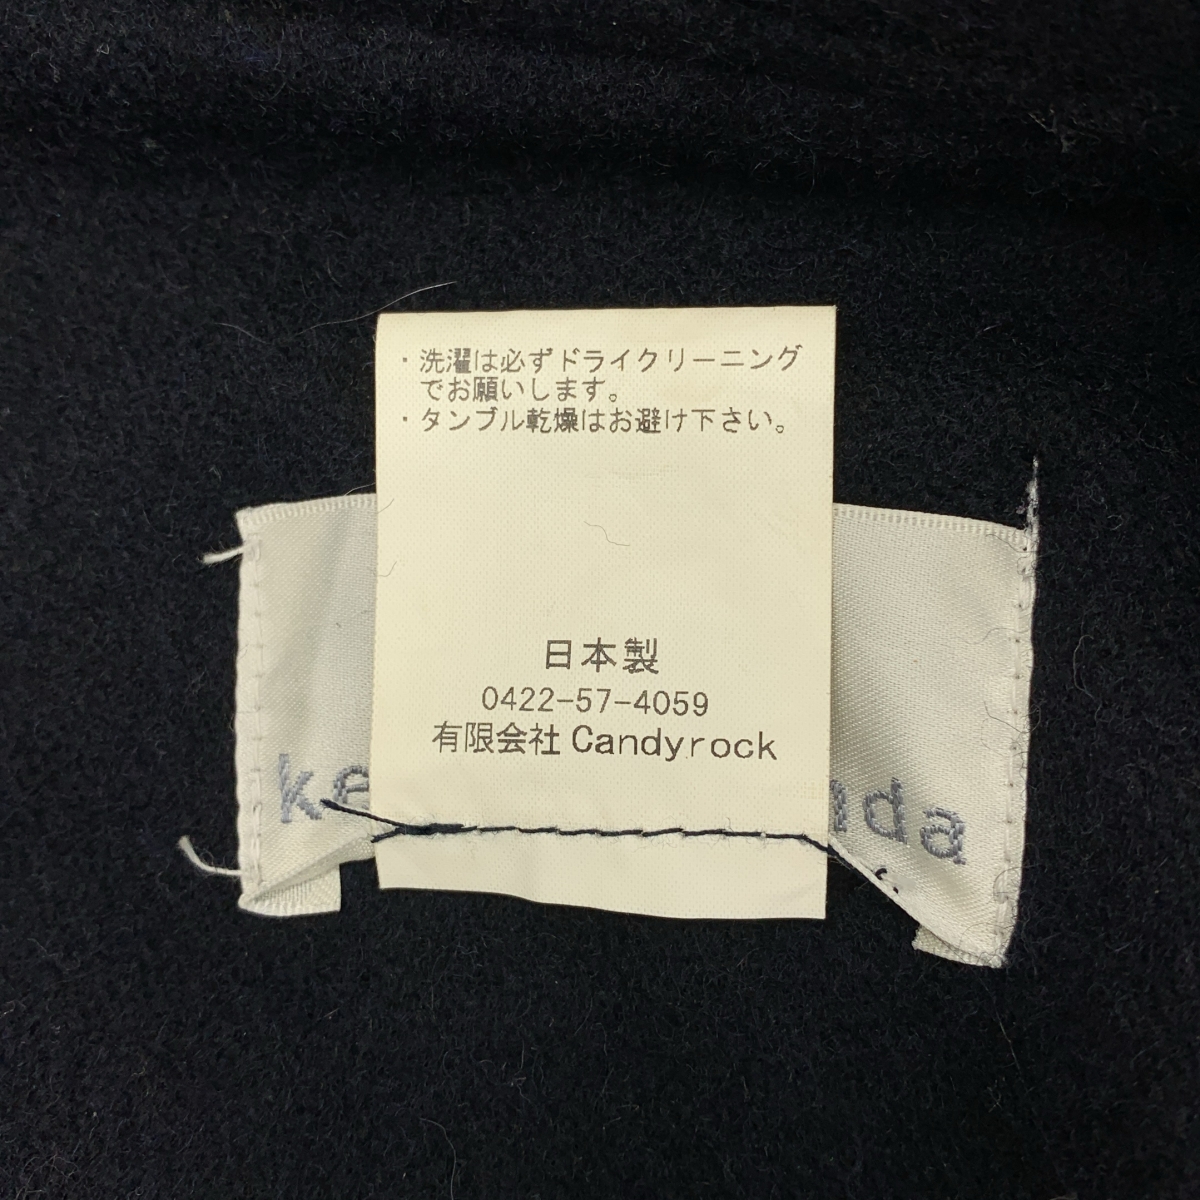 ・洗濯は必ずドライクリーニング
でお願いします。
・タンブル乾燥はお避け下さい。
日本製
0422-57-4059
有限会社 Candyrock